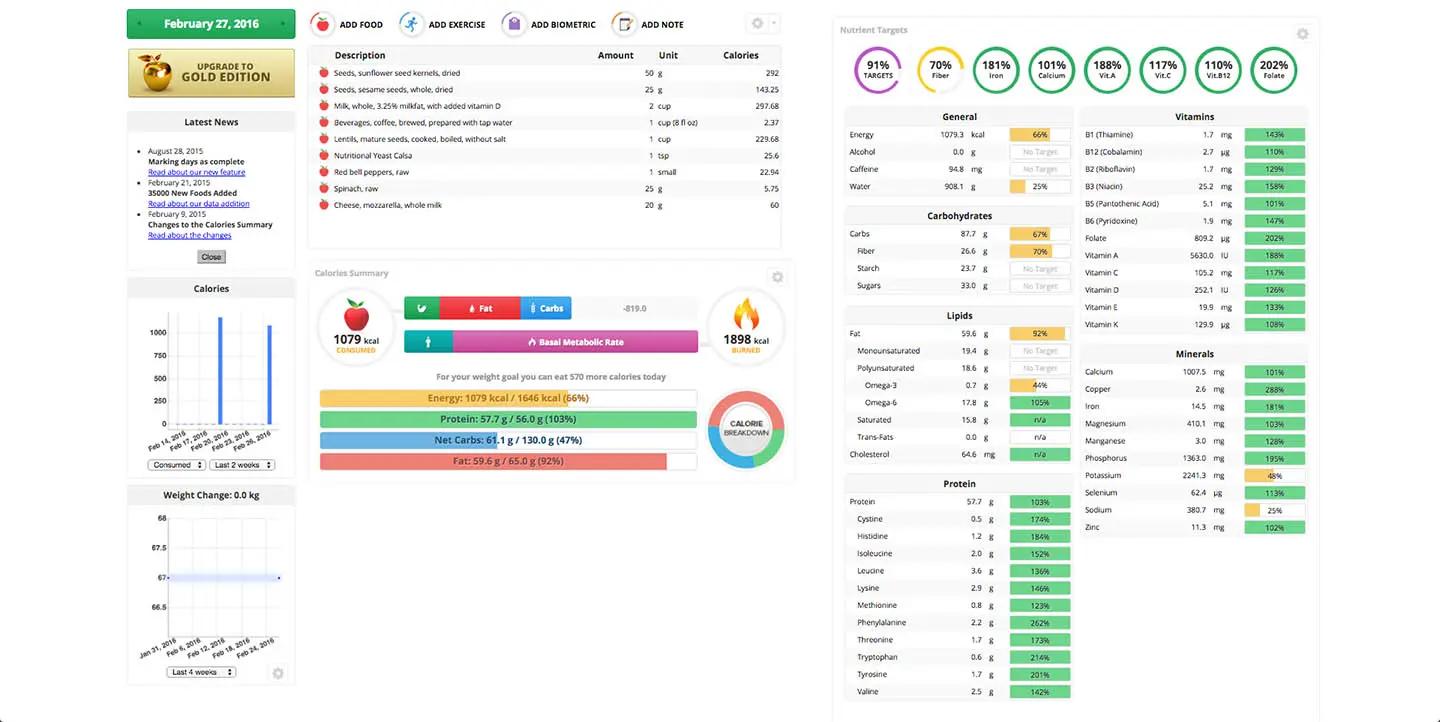 February 27, 2016
UPGRADE TO
GOLD EDITION
Latest News
August 28, 2015
Marking days as complete
Read about our new feature
February 21, 2015
35000 New Foods Added
Read about our data addition
February 9, 2015
Changes to the Calories Summary
Read about the changes
Close
Calories
1000
750
500
250
0
Feb 14, 2016
Feb 17, 2016
Feb 20, 2016
Feb 23, 2016
Feb 26, 2016
Consumed
Last 2 weeks
Weight Change: 0.0 kg
68
67.5
67
66.5
Jan 31, 2016
Feb 6, 2016
Feb 12, 2016
Feb 18, 2016
Feb 24, 2016
Last 4 weeks
ADD FOOD ADD EXERCISE ADD BIOMETRIC ADD NOTE
Description Amount Unit Calories
Seeds, sunflower seed kernels, dried 50 g 292
Seeds, sesame seeds, whole, dried 25 g 143.25
Milk, whole, 3.25% milkfat, with added vitamin D 2 cup 297.68
Beverages, coffee, brewed, prepared with tap water 1 cup (8 fl oz) 2.37
Lentils, mature seeds, cooked, boiled, without salt 1 cup 229.68
Nutritional Yeast Calsa 1 tsp 25.6
Red bell peppers, raw 1 small 22.94
Spinach, raw 25 g 5.75
Cheese, mozzarella, whole milk 20 g 60
Calories Summary
1079 kcal
CONSUMED
Fat Carbs -819.0
Basal Metabolic Rate
1898 kcal
BURNED
For your weight goal you can eat 570 more calories today
Energy: 1079 kcal / 1646 kcal (66%)
Protein: 57.7 g / 56.0 g (103%)
Net Carbs: 61.1 g / 130.0 g (47%)
Fat: 59.6 g / 65.0 g (92%)
CALORIE
BREAKDOWN
Nutrient Targets
91% 70% 181% 101% 188% 117% 110% 202%
TARGETS Fiber Iron Calcium Vit.A Vit.C Vit.B12 Folate
General
Energy 1079.3 kcal 66%
Alcohol 0.0 g No Target
Caffeine 94.8 mg No Target
Water 908.1 g 25%
Carbohydrates
Carbs 87.7 g 67%
Fiber 26.6 g 70%
Starch 23.7 g No Target
Sugars 33.0 g No Target
Lipids
Fat 59.6 g 92%
Monounsaturated 19.4 g No Target
Polyunsaturated 18.6 g No Target
Omega-3 0.7 g 44%
Omega-6 17.8 g 105%
Saturated 15.8 g n/a
Trans-Fats 0.0 g n/a
Cholesterol 64.6 mg n/a
Protein
Protein 57.7 g 103%
Cystine 0.5 g 174%
Histidine 1.2 g 184%
Isoleucine 2.0 g 152%
Leucine 3.6 g 136%
Lysine 2.9 g 146%
Methionine 0.8 g 123%
Phenylalanine 2.2 g 262%
Threonine 1.7 g 173%
Tryptophan 0.6 g 214%
Tyrosine 1.7 g 201%
Valine 2.5 g 142%
Vitamins
B1 (Thiamine) 1.7 mg 143%
B12 (Cobalamin) 2.7 µg 110%
B2 (Riboflavin) 1.7 mg 129%
B3 (Niacin) 25.2 mg 158%
B5 (Pantothenic Acid) 5.1 mg 101%
B6 (Pyridoxine) 1.9 mg 147%
Folate 809.2 µg 202%
Vitamin A 5630.0 IU 188%
Vitamin C 105.2 mg 117%
Vitamin D 252.1 IU 126%
Vitamin E 19.9 mg 133%
Vitamin K 129.9 µg 108%
Minerals
Calcium 1007.5 mg 101%
Copper 2.6 mg 288%
Iron 14.5 mg 181%
Magnesium 410.1 mg 103%
Manganese 3.0 mg 128%
Phosphorus 1363.0 mg 195%
Potassium 2241.3 mg 48%
Selenium 62.4 µg 113%
Sodium 380.7 mg 25%
Zinc 11.3 mg 102%